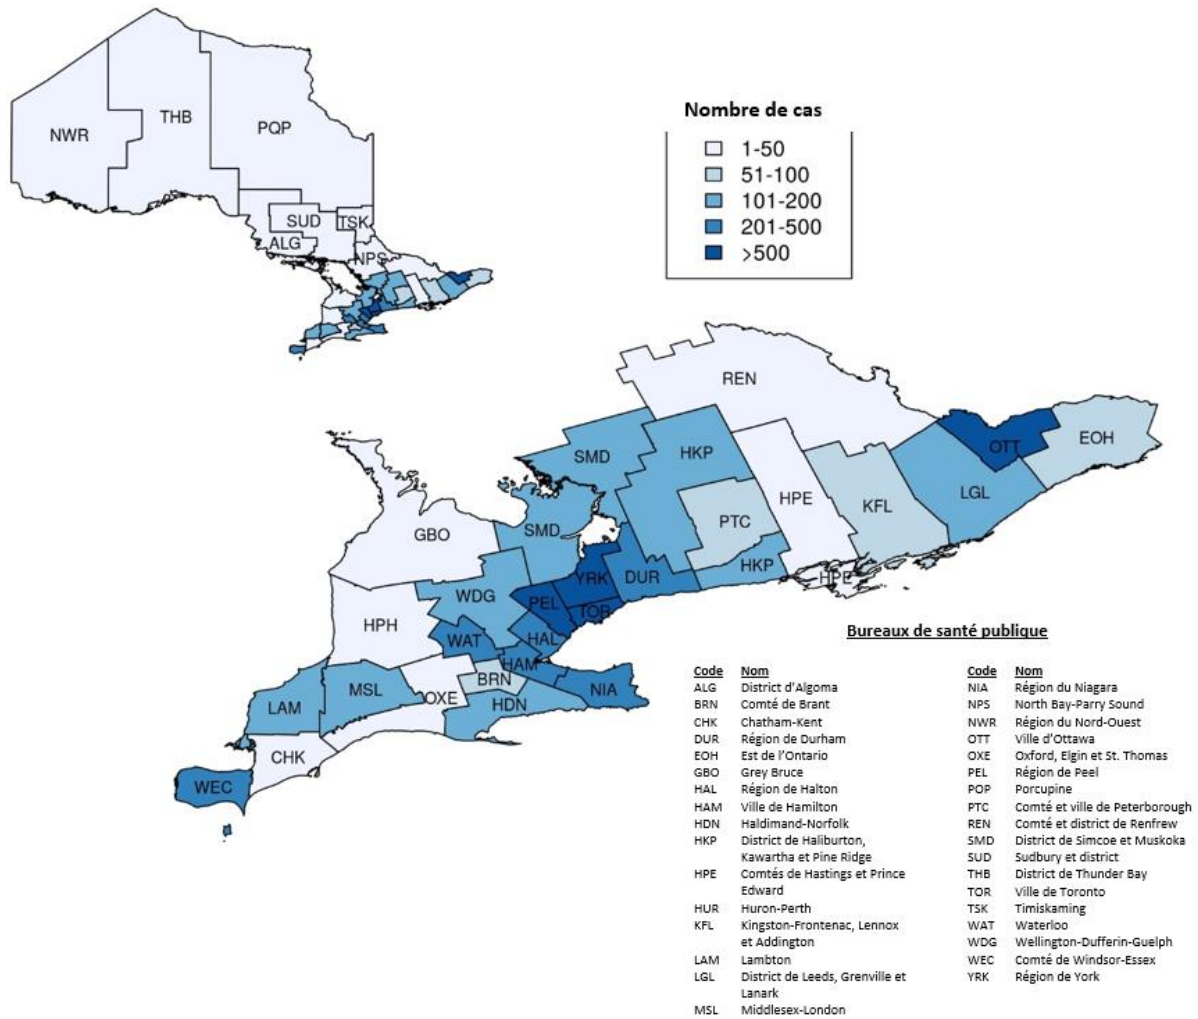 NWR
THB
PQP
SUD
TSK
ALG
NPS
Nombre de cas
1-50
51-100
101-200
201-500
>500
REN
SMD
HKP
OTT
EOH
HPE
KFL
LGL
PTC
GBO
SMD
YRK
DUR
HKP
HPE
WDG
PEL
TOR
HPH
WAT
HAL
HAM
BRN
NIA
MSL
OXE
HDN
LAM
CHK
WEC
Bureaux de santé publique
Code Nom
ALG District d'Algoma
BRN Comté de Brant
CHK Chatham-Kent
DUR Région de Durham
EOH Est de l'Ontario
GBO Grey Bruce
HAL Région de Halton
HAM Ville de Hamilton
HDN Haldimand-Norfolk
HKP District de Haliburton,
Kawartha et Pine Ridge
HPE Comtés de Hastings et Prince
Edward
HUR Huron-Perth
KFL Kingston-Frontenac, Lennox
et Addington
LAM Lambton
LGL District de Leeds, Grenville et
Lanark
MSL Middlesex-London
Code Nom
NIA Région du Niagara
NPS North Bay-Parry Sound
NWR Région du Nord-Ouest
OTT Ville d'Ottawa
OXE Oxford, Elgin et St. Thomas
PEL Région de Peel
POP Porcupine
PTC Comté et ville de Peterborough
REN Comté et district de Renfrew
SMD District de Simcoe et Muskoka
SUD Sudbury et district
THB District de Thunder Bay
TOR Ville de Toronto
TSK Timiskaming
WAT Waterloo
WDG Wellington-Dufferin-Guelph
WEC Comté de Windsor-Essex
YRK Région de York